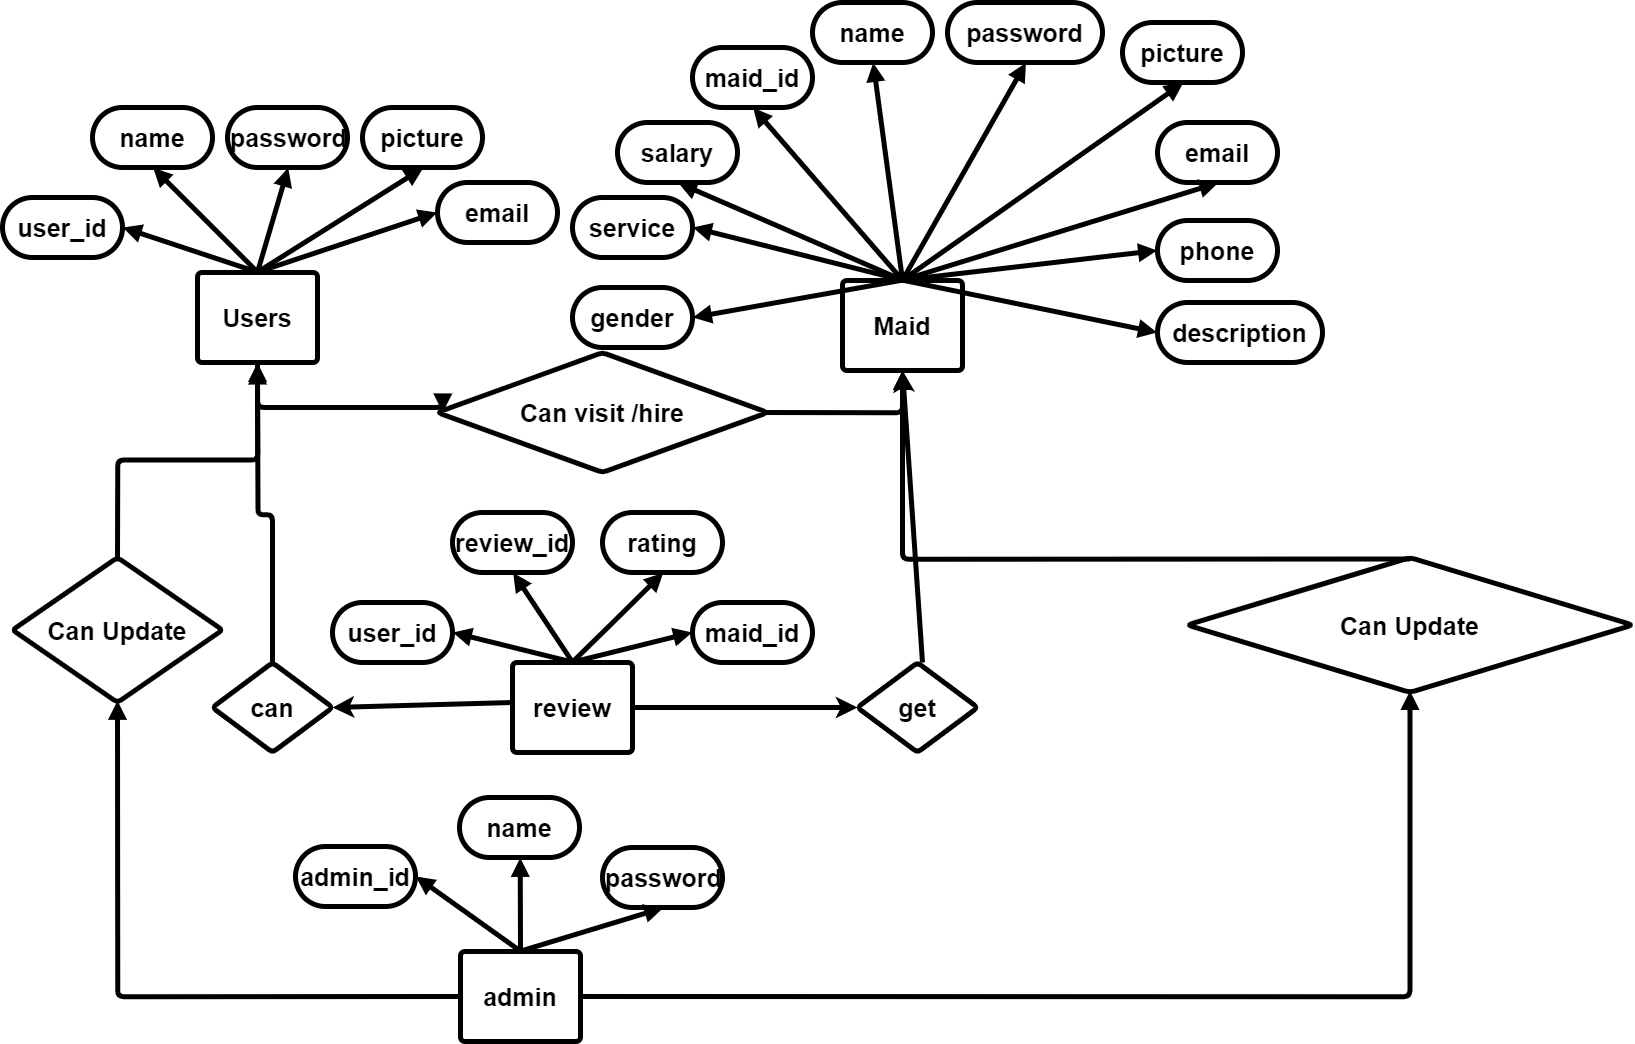 name
password
picture
maid_id
name
password
picture
email
salary
user_id
email
service
phone
gender
description
Users
Maid
Can visit /hire
review_id
rating
user_id
maid_id
Can Update
Can Update
can
review
get
name
admin_id
password
admin